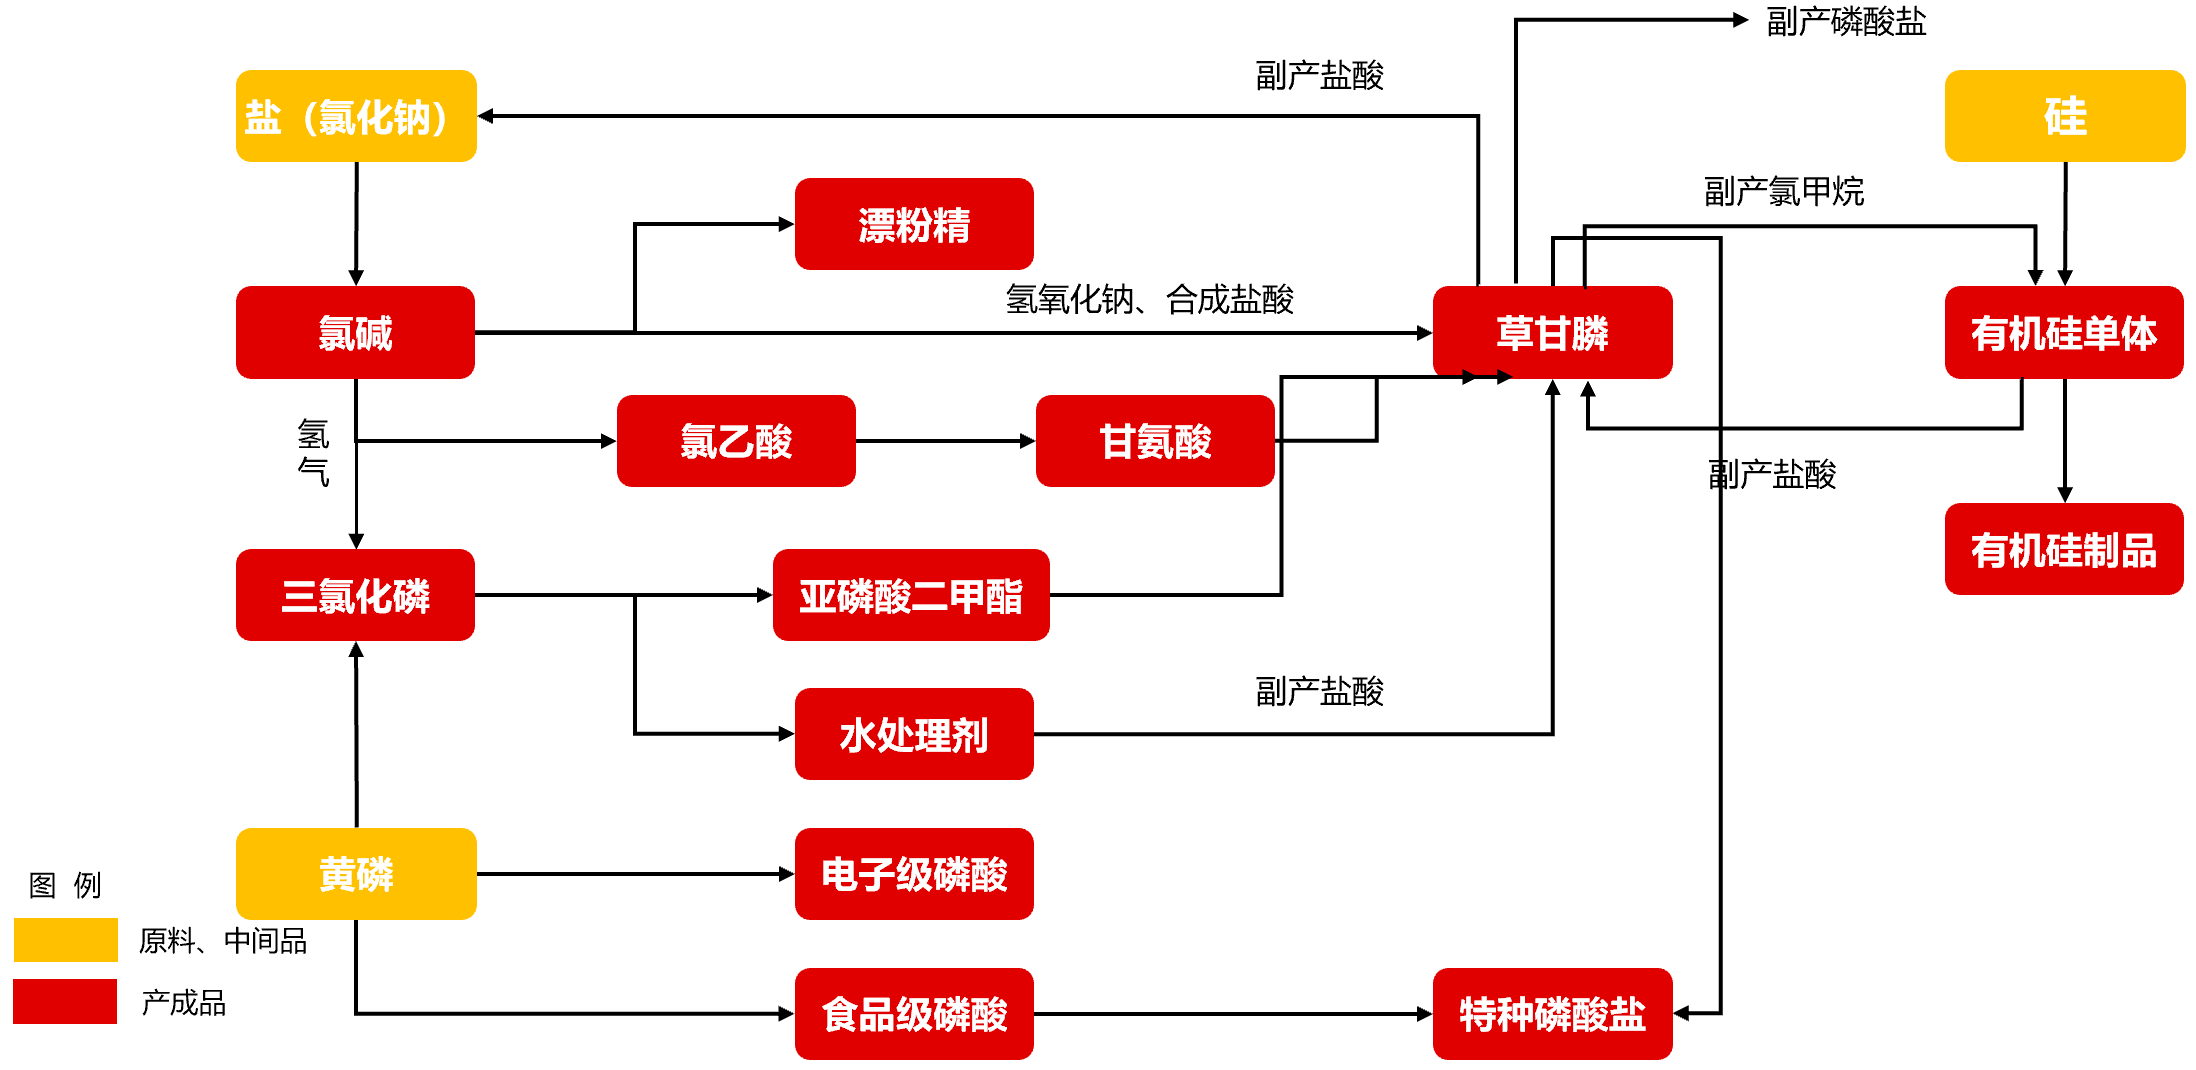 副产磷酸盐
副产盐酸
盐（氯化钠）
硅
副产氯甲烷
漂粉精
氢氧化钠、合成盐酸
氯碱
草甘膦
有机硅单体
氢
气
氯乙酸
甘氨酸
副产盐酸
有机硅制品
三氯化磷
亚磷酸二甲酯
副产盐酸
水处理剂
黄磷
电子级磷酸
图 例
原料、中间品
产成品
食品级磷酸
特种磷酸盐